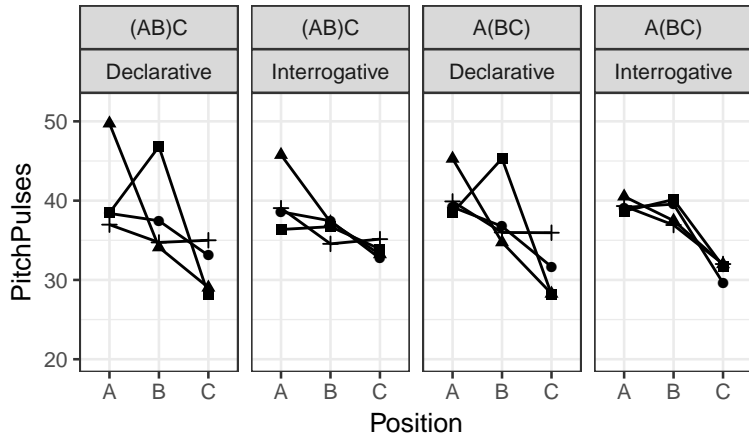 (AB)C (AB)C A(BC) A(BC)
Declarative Interrogative Declarative Interrogative
PitchPulses
50
40
30
20
A B C A B C A B C A B C
Position